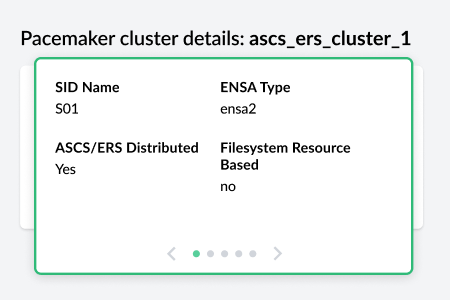 Pacemaker cluster details: ascs_ers_cluster_1
SID Name
S01
ENSA Type
ensa2
ASCS/ERS Distributed
Yes
Filesystem Resource
Based
no